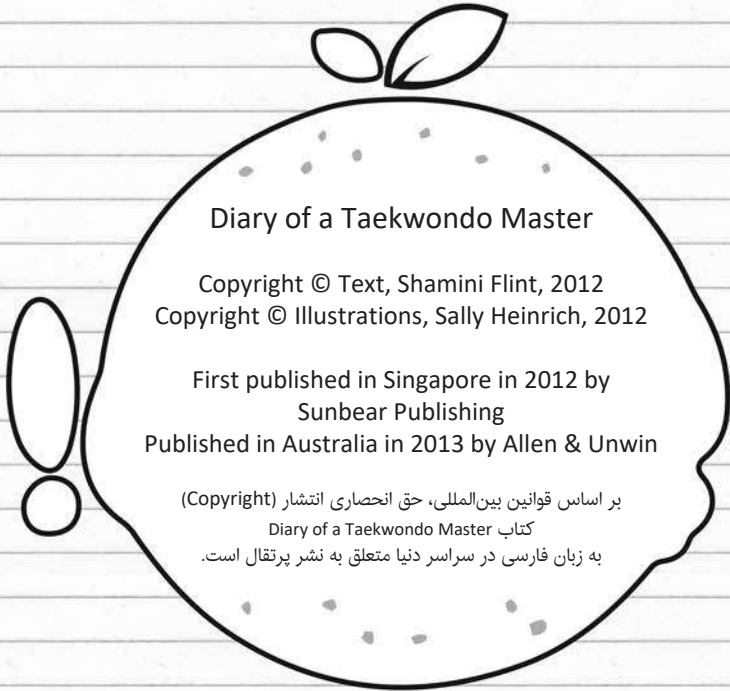 Diary of a Taekwondo Master
Copyright © Text, Shamini Flint, 2012
Copyright © Illustrations, Sally Heinrich, 2012
First published in Singapore in 2012 by
Sunbear Publishing
Published in Australia in 2013 by Allen & Unwin
بر اساس قوانین بین‌المللی، حق انحصاری انتشار (Copyright)
کتاب Diary of a Taekwondo Master
به زبان فارسی در سراسر دنیا متعلق به نشر پرتقال است.